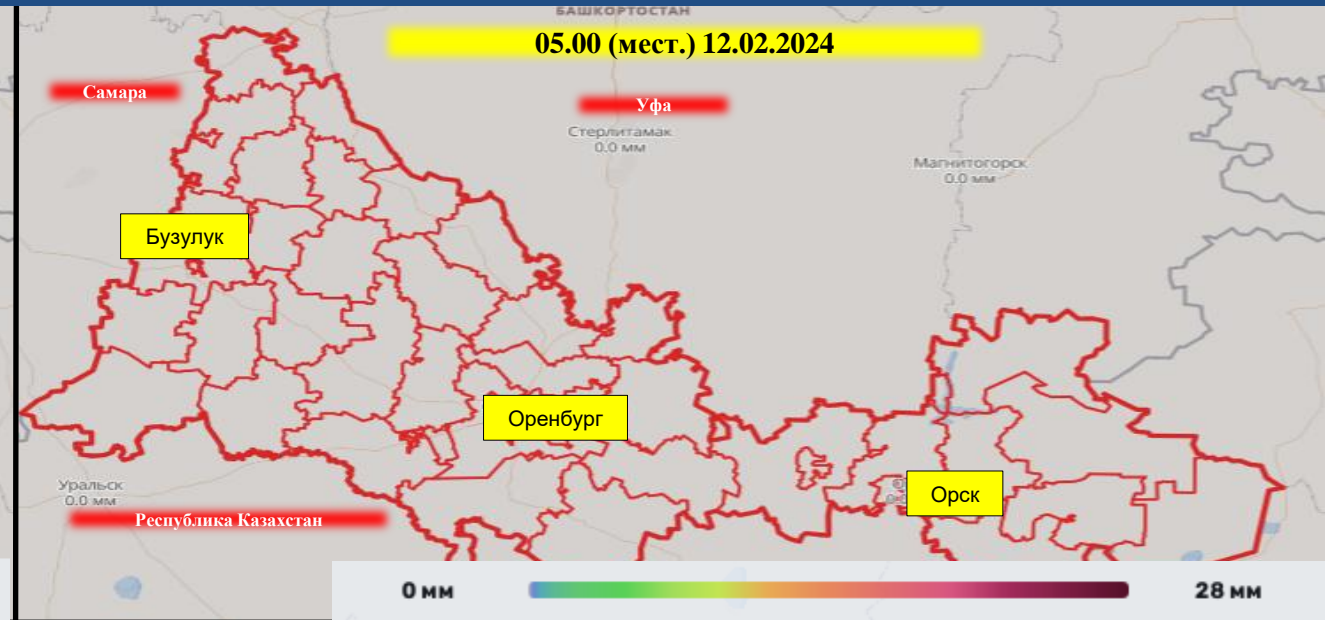 БАШКОРТОСТАН
05.00 (мест.) 12.02.2024
Самара
Уфа
Стерлитамак
0.0 мм
Магнитогорск
0.0 мм
Бузулук
Оренбург
Уральск
0.0 мм
Орск
Республика Казахстан
0 мм
28 мм